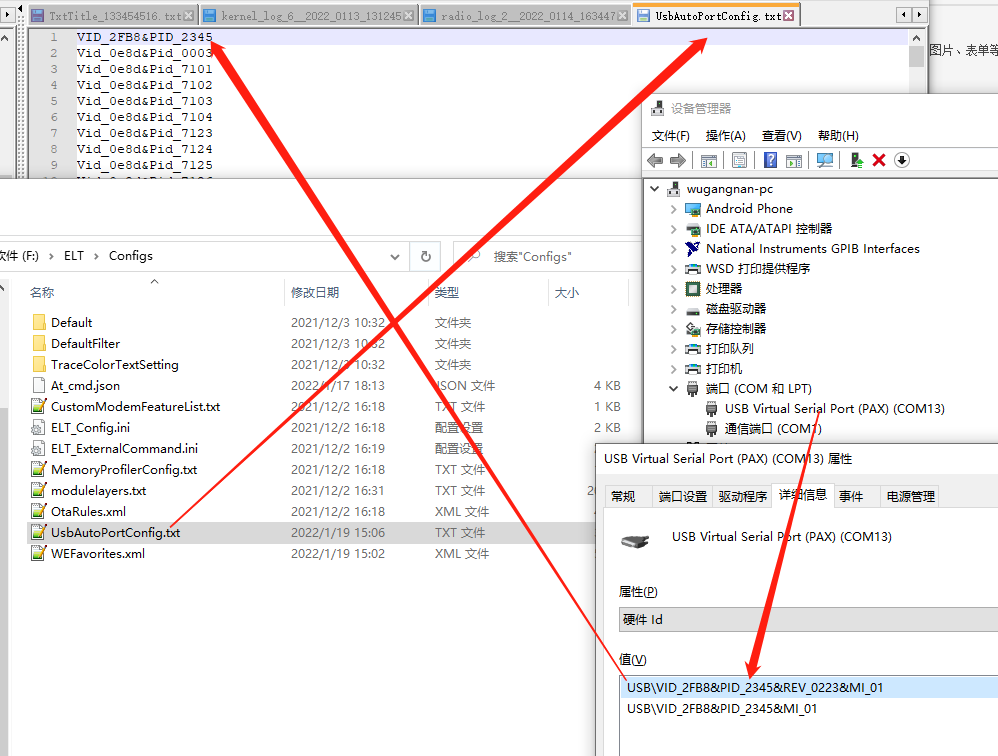 TxtTitle_133454516.txt
kernel_log_6__2022_0113_131245
radio_log_2__2022_0114_163447
UsbAutoPortConfig.txt
1 VID_2FB8&PID_2345
2 Vid_0e8d&Pid_0003
3 Vid_0e8d&Pid_7101
4 Vid_0e8d&Pid_7102
5 Vid_0e8d&Pid_7103
6 Vid_0e8d&Pid_7104
7 Vid_0e8d&Pid_7123
8 Vid_0e8d&Pid_7124
9 Vid_0e8d&Pid_7125
图片、表单等
设备管理器
文件(F) 操作(A) 查看(V) 帮助(H)
wugangnan-pc
Android Phone
IDE ATA/ATAPI 控制器
National Instruments GPIB Interfaces
WSD 打印提供程序
处理器
磁盘驱动器
存储控制器
打印队列
打印机
端口 (COM 和 LPT)
USB Virtual Serial Port (PAX) (COM13)
通信端口 (COM1)
件 (F:) › ELT › Configs
搜索"Configs"
名称 修改日期 类型 大小
Default 2021/12/3 10:32 文件夹
DefaultFilter 2021/12/3 10:32 文件夹
TraceColorTextSetting 2021/12/3 10:32 文件夹
At_cmd.json 2022/1/17 18:13 JSON 文件 4 KB
CustomModemFeatureList.txt 2021/12/2 16:18 TXT 文件 1 KB
ELT_Config.ini 2021/12/2 16:18 配置设置 2 KB
ELT_ExternalCommand.ini 2021/12/2 16:19 配置设置
MemoryProfilerConfig.txt 2021/12/2 16:18 TXT 文件
modulelayers.txt 2021/12/2 16:31 TXT 文件
OtaRules.xml 2021/12/2 16:18 XML 文件
UsbAutoPortConfig.txt 2022/1/19 15:06 TXT 文件
WEFavorites.xml 2022/1/19 15:02 XML 文件
USB Virtual Serial Port (PAX) (COM13) 属性
常规 端口设置 驱动程序 详细信息 事件 电源管理
USB Virtual Serial Port (PAX) (COM13)
属性(P)
硬件 Id
值(V)
USB\VID_2FB8&PID_2345&REV_0223&MI_01
USB\VID_2FB8&PID_2345&MI_01